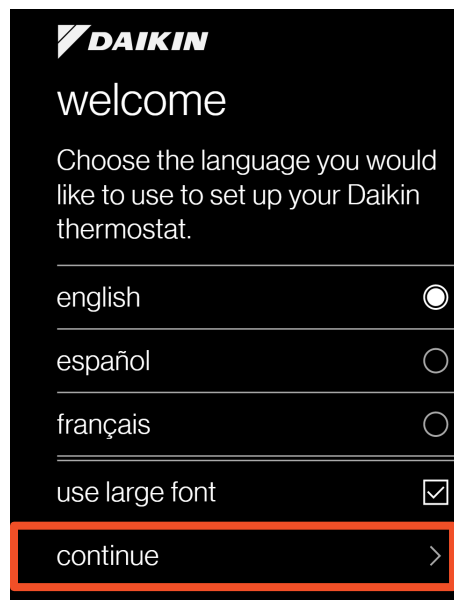 DAIKIN
welcome
Choose the language you would
like to use to set up your Daikin
thermostat.
english
español
français
use large font
continue